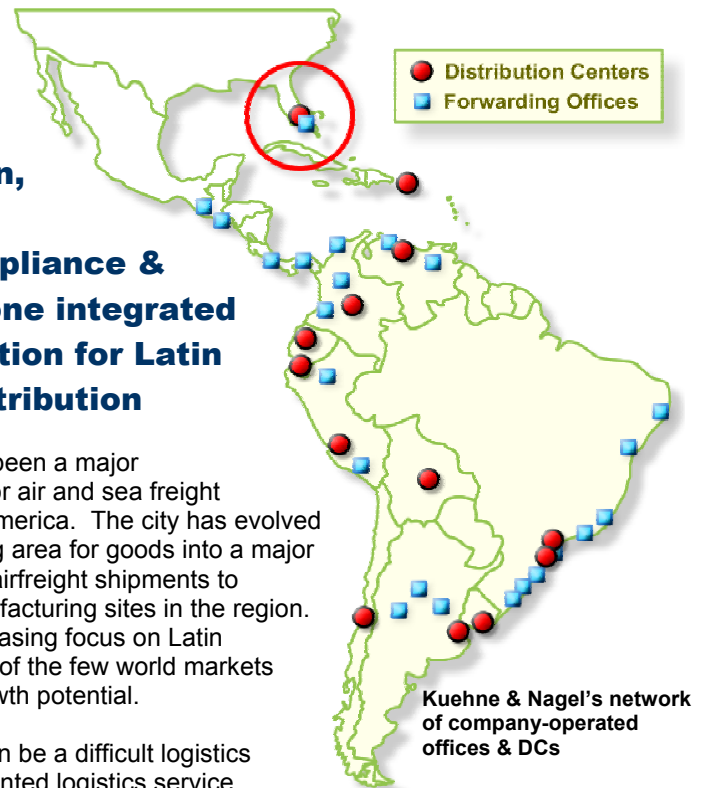 Distribution Centers
Forwarding Offices
n,
pliance &
one integrated
tion for Latin
tribution
been a major
or air and sea freight
merica. The city has evolved
g area for goods into a major
airfreight shipments to
facturing sites in the region.
asing focus on Latin
of the few world markets
wth potential.
n be a difficult logistics
nted logistics service
Kuehne & Nagel's network
of company-operated
offices & DCs